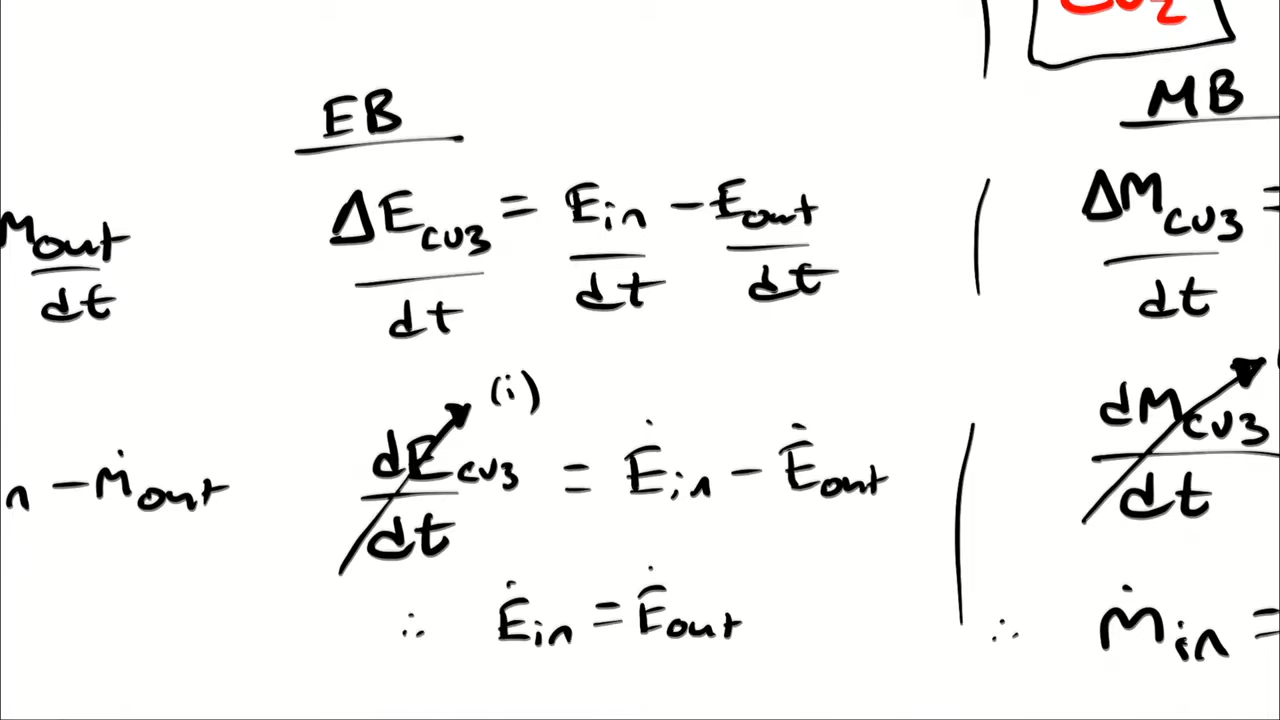 CV2
EB
MB
Mout
dt
ΔECV3 = Ein - Eout
dt dt dt
ΔMCV3 =
dt
(i)
n - ṁout
dECV3 = Ėin - Ėout
dt
dMCV3
dt
∴ Ėin = Ėout
∴ ṁin =